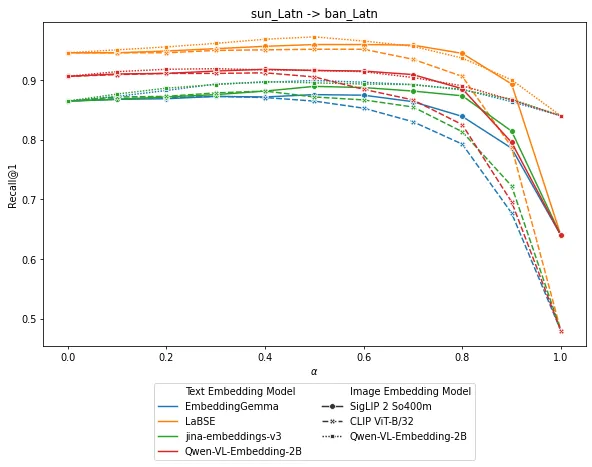 sun_Latn -> ban_Latn
Recall@1
0.9
0.8
0.7
0.6
0.5
0.0 0.2 0.4 0.6 0.8 1.0
α
Text Embedding Model Image Embedding Model
EmbeddingGemma SigLIP 2 So400m
LaBSE CLIP ViT-B/32
jina-embeddings-v3 Qwen-VL-Embedding-2B
Qwen-VL-Embedding-2B